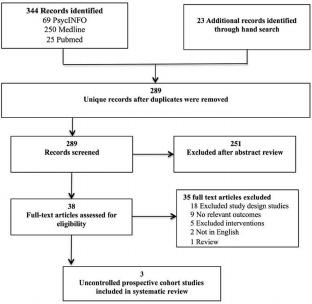 344 Records identified
69 PsycINFO
250 Medline
25 Pubmed
23 Additional records identified
through hand search
289
Unique records after duplicates were removed
289
Records screened
251
Excluded after abstract review
38
Full-text articles assessed for
eligibility
35 full text articles excluded
18 Excluded study design studies
9 No relevant outcomes
5 Excluded interventions
2 Not in English
1 Review
3
Uncontrolled prospective cohort studies
included in systematic review